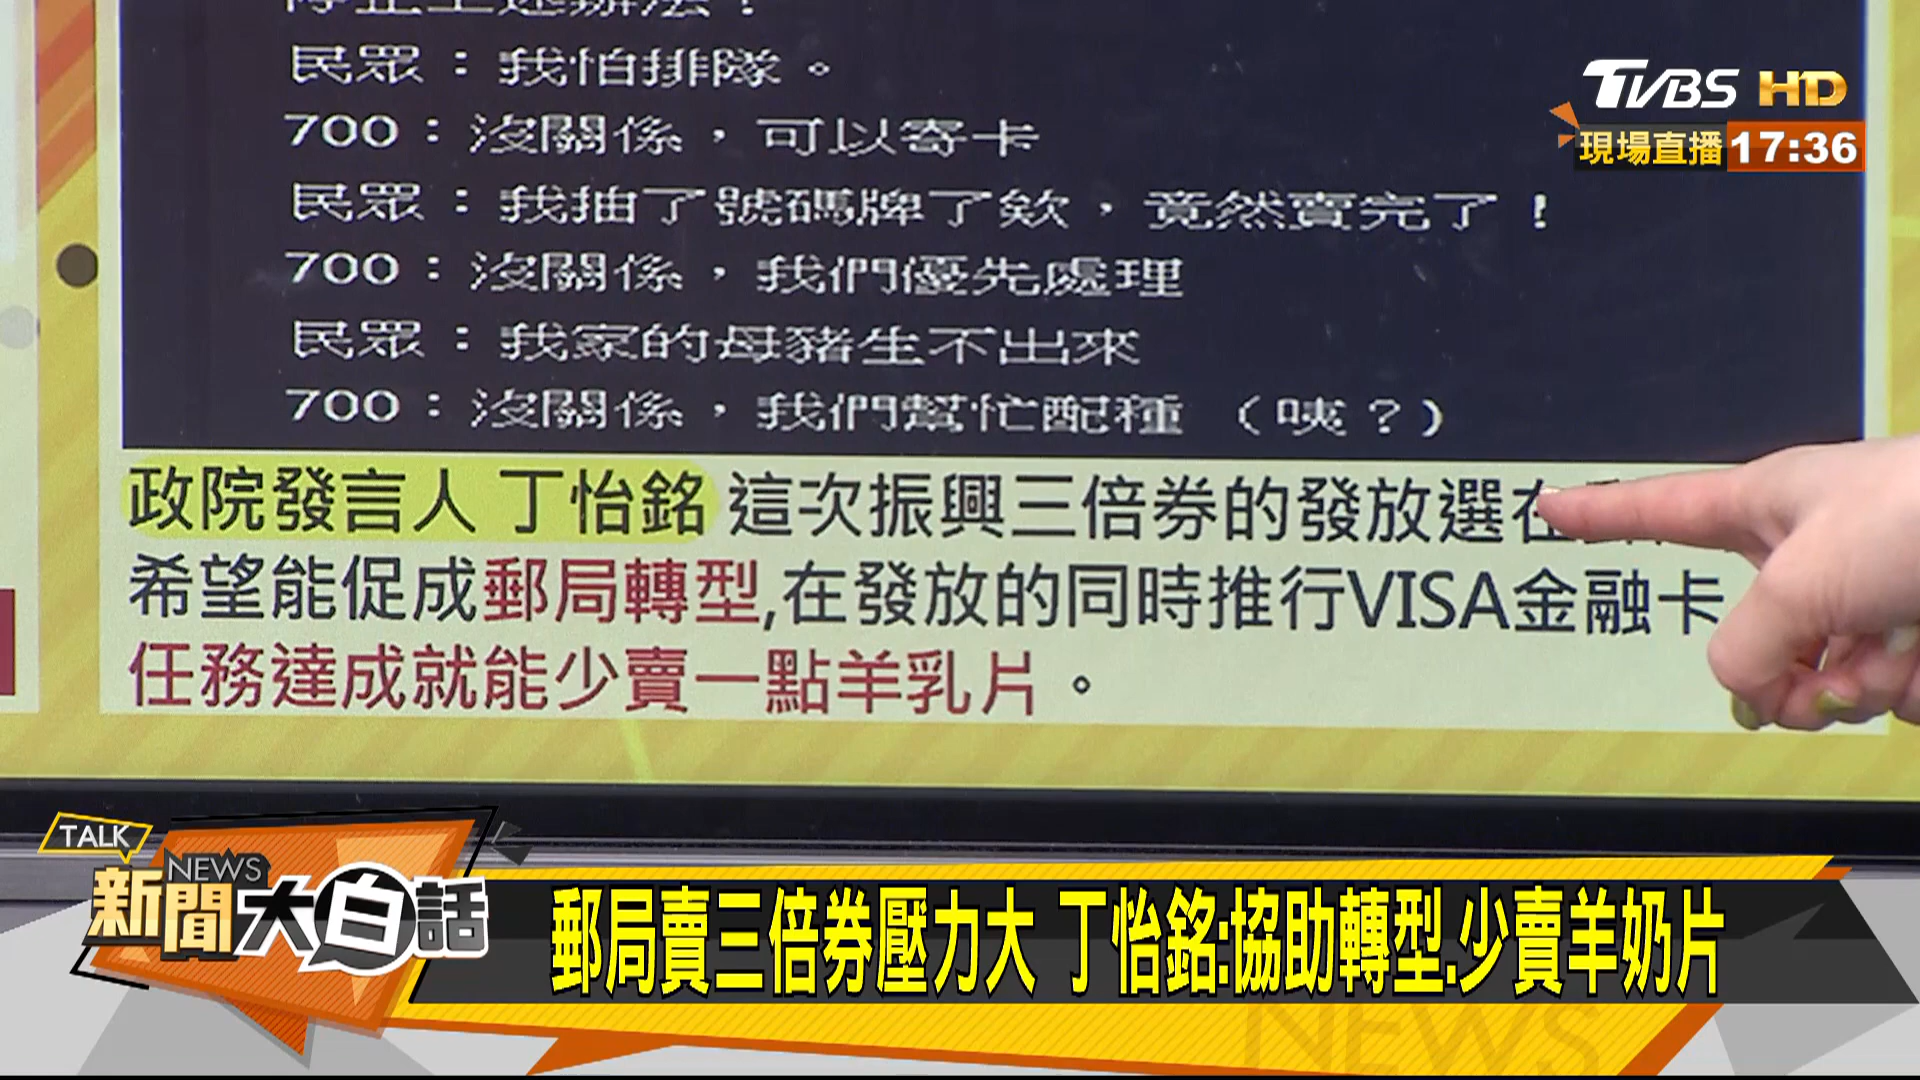 停止上述辦法！
民眾：我怕排隊。
700：沒關係，可以寄卡
民眾：我抽了號碼牌了欸，竟然賣完了！
700：沒關係，我們優先處理
民眾：我家的母豬生不出來
700：沒關係，我們幫忙配種（咦？）
政院發言人 丁怡銘 這次振興三倍券的發放選在
希望能促成郵局轉型,在發放的同時推行VISA金融卡
任務達成就能少賣一點羊乳片。
TVBS HD
現場直播 17:36
TALK
NEWS
新聞大白話
郵局賣三倍券壓力大 丁怡銘:協助轉型.少賣羊奶片
NEWS